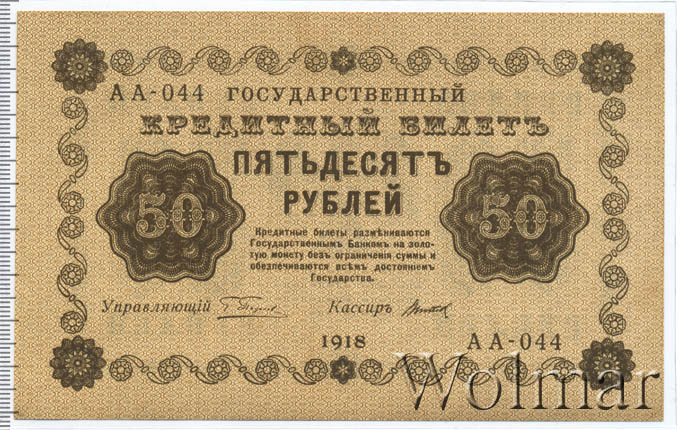 АА-044 ГОСУДАРСТВЕННЫЙ
КРЕДИТНЫЙ БИЛЕТЪ
ПЯТЬДЕСЯТЪ
РУБЛЕЙ
50
50
Кредитные билеты размѣниваются
Государственнымъ Банкомъ на золо-
тую монету безъ ограниченія суммы и
обезпечиваются всѣмъ достояніемъ
Государства.
Управляющій
Кассиръ
1918
АА-044
Wolmar